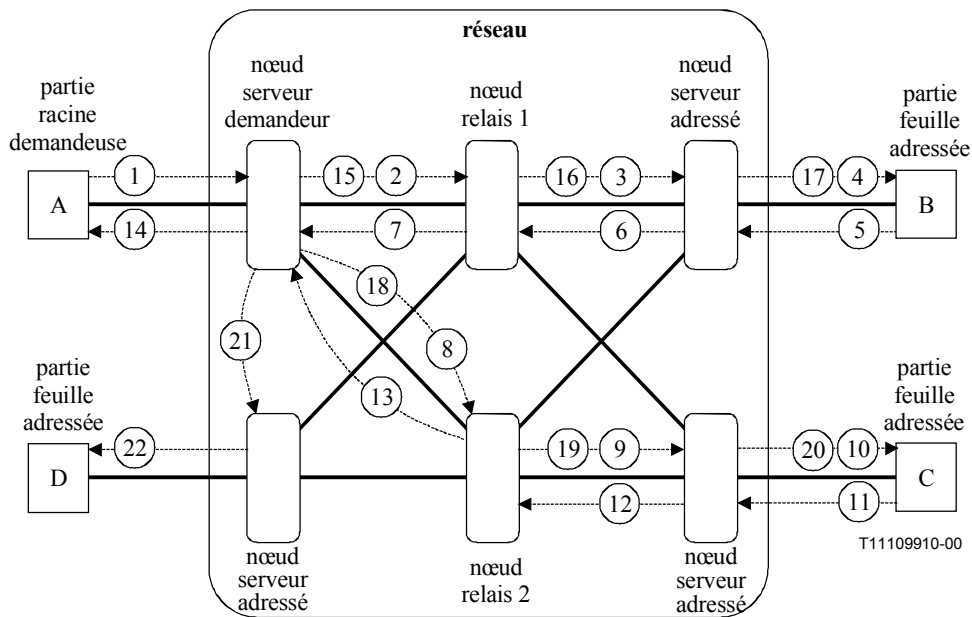 réseau
nœud
serveur
demandeur
nœud
relais 1
nœud
serveur
adressé
partie
racine
demandeuse
partie
feuille
adressée
1
15
2
16
3
17
4
A
B
14
7
6
5
18
21
8
13
partie
feuille
adressée
partie
feuille
adressée
22
19
9
20
10
D
C
12
11
T11109910-00
nœud
serveur
adressé
nœud
relais 2
nœud
serveur
adressé